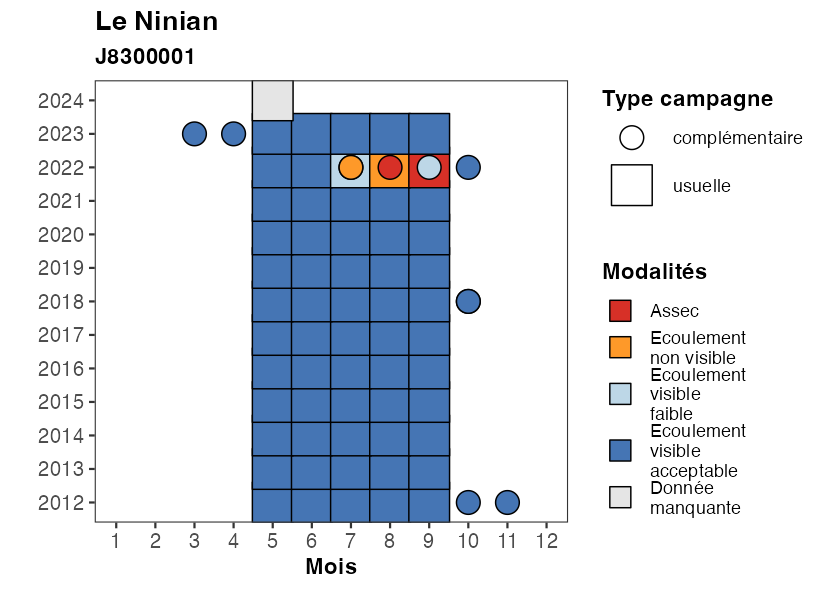 Le Ninian
J8300001
2024
2023
2022
2021
2020
2019
2018
2017
2016
2015
2014
2013
2012
1 2 3 4 5 6 7 8 9 10 11 12
Mois
Type campagne
complémentaire
usuelle
Modalités
Assec
Ecoulement
non visible
Ecoulement
visible
faible
Ecoulement
visible
acceptable
Donnée
manquante